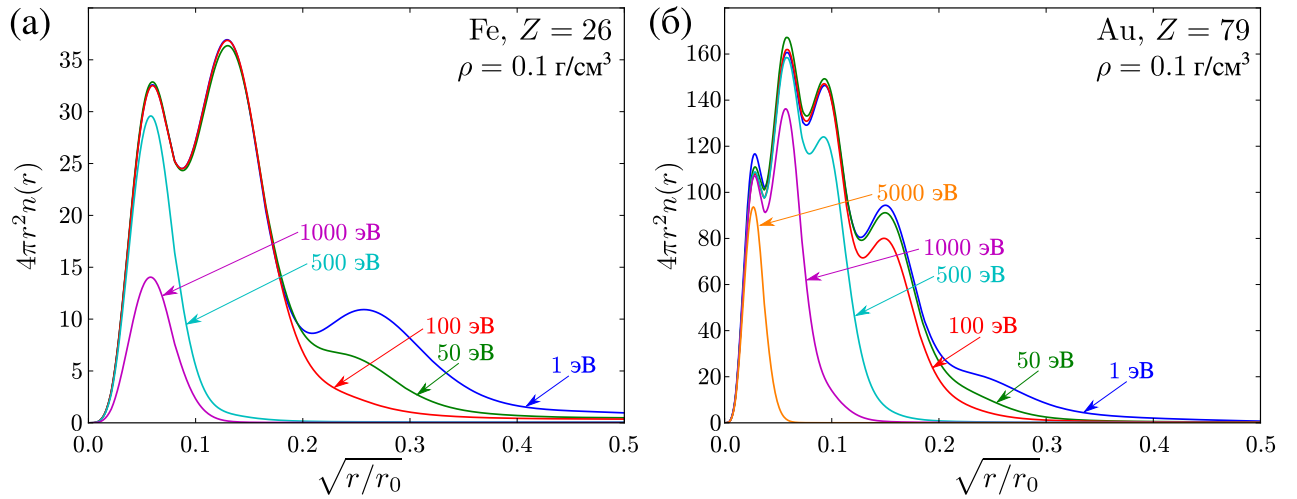 (а)
Fe, Z = 26
ρ = 0.1 г/см³
4πr²n(r)
35
30
25
20
15
10
5
0
1000 эВ
500 эВ
100 эВ
50 эВ
1 эВ
0.0 0.1 0.2 0.3 0.4 0.5
√r/r₀
(б)
Au, Z = 79
ρ = 0.1 г/см³
4πr²n(r)
160
140
120
100
80
60
40
20
0
5000 эВ
1000 эВ
500 эВ
100 эВ
50 эВ
1 эВ
0.0 0.1 0.2 0.3 0.4 0.5
√r/r₀